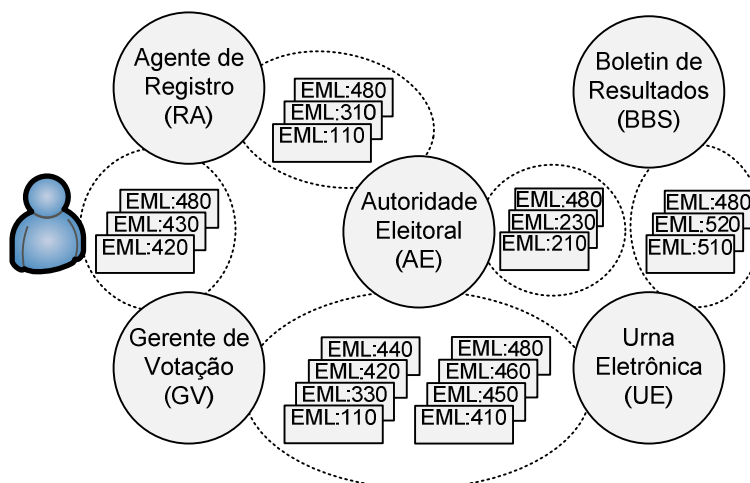 Agente de
Registro
(RA)
EML:480
EML:310
EML:110
Boletin de
Resultados
(BBS)
EML:480
EML:430
EML:420
Autoridade
Eleitoral
(AE)
EML:480
EML:230
EML:210
EML:480
EML:520
EML:510
Gerente de
Votação
(GV)
EML:440
EML:420
EML:330
EML:110
EML:480
EML:460
EML:450
EML:410
Urna
Eletrônica
(UE)